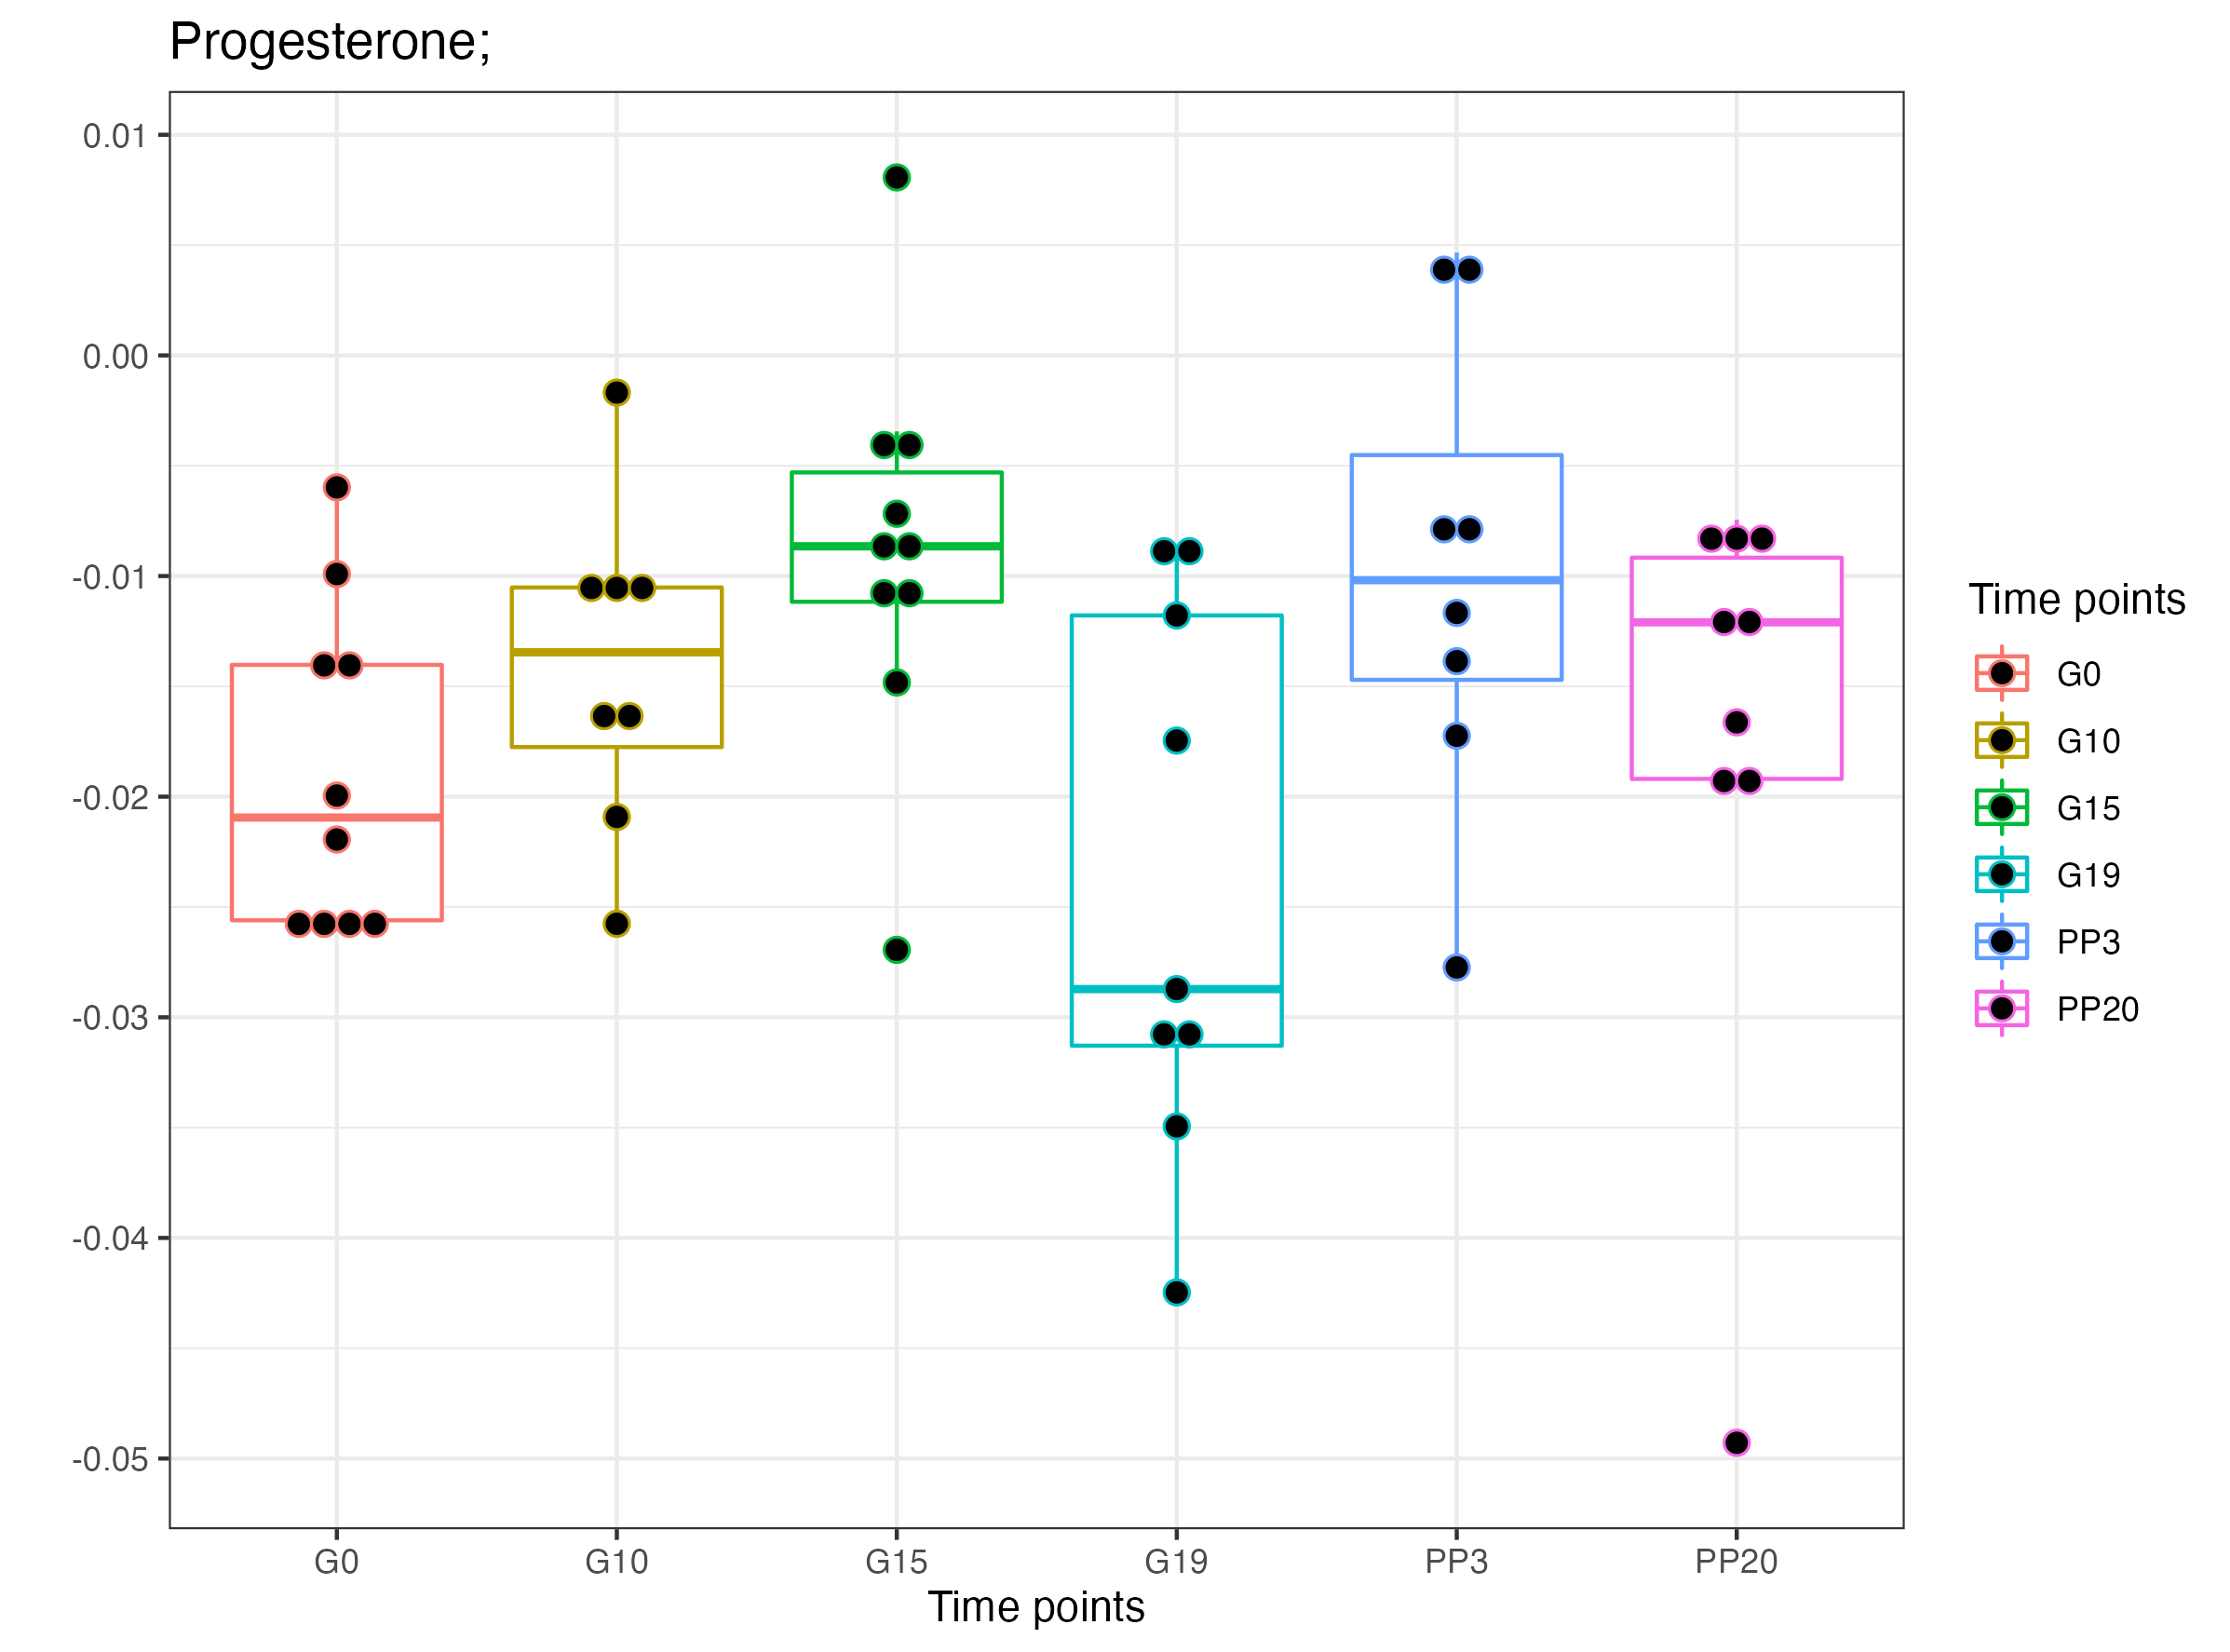 Progesterone;
0.01
0.00
-0.01
-0.02
-0.03
-0.04
-0.05
G0 G10 G15 G19 PP3 PP20
Time points
Time points
G0
G10
G15
G19
PP3
PP20